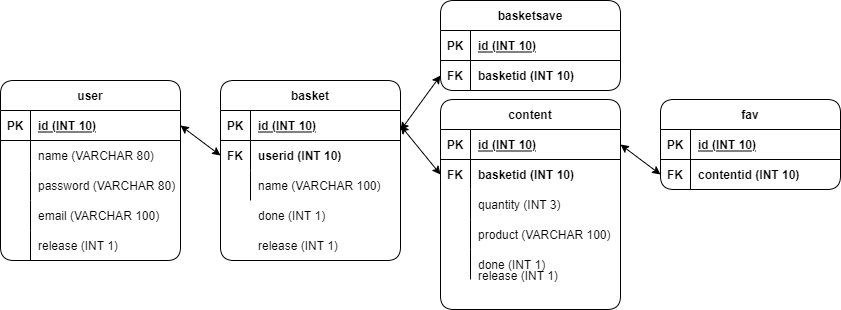 user
PK id (INT 10)
name (VARCHAR 80)
password (VARCHAR 80)
email (VARCHAR 100)
release (INT 1)
basket
PK id (INT 10)
FK userid (INT 10)
name (VARCHAR 100)
done (INT 1)
release (INT 1)
basketsave
PK id (INT 10)
FK basketid (INT 10)
content
PK id (INT 10)
FK basketid (INT 10)
quantity (INT 3)
product (VARCHAR 100)
done (INT 1)
release (INT 1)
fav
PK id (INT 10)
FK contentid (INT 10)